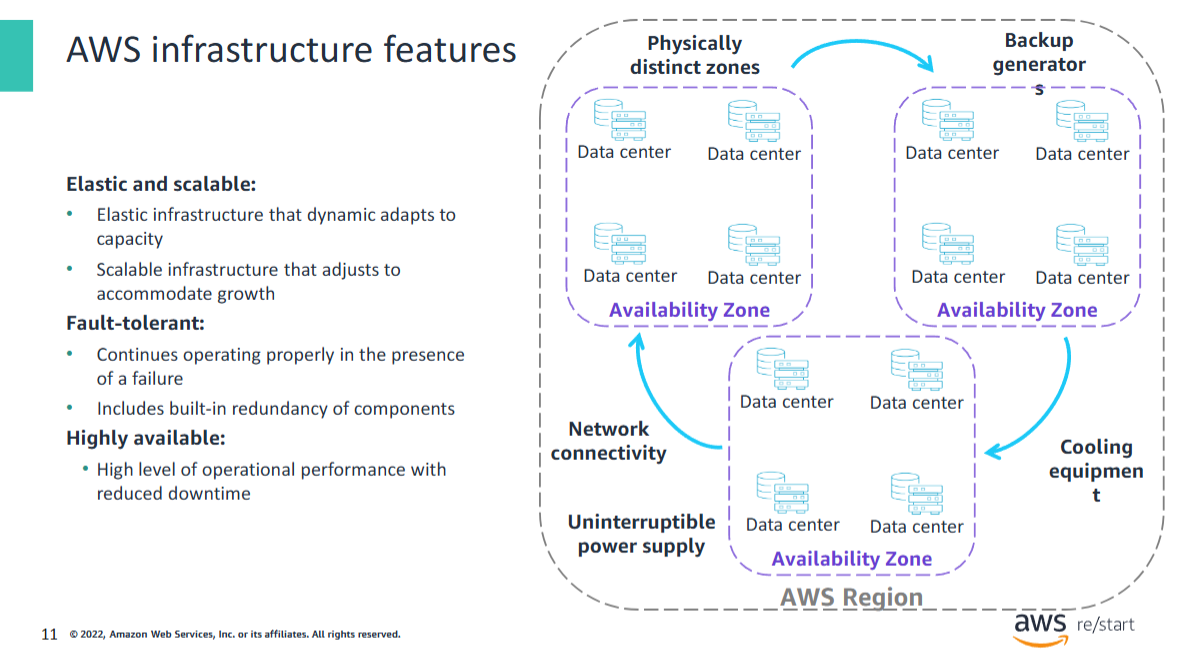 AWS infrastructure features
Elastic and scalable:
• Elastic infrastructure that dynamic adapts to
capacity
• Scalable infrastructure that adjusts to
accommodate growth
Fault-tolerant:
• Continues operating properly in the presence
of a failure
• Includes built-in redundancy of components
Highly available:
• High level of operational performance with
reduced downtime
Physically
distinct zones
Backup
generator
s
Data center
Data center
Data center
Data center
Availability Zone
Data center
Data center
Data center
Data center
Availability Zone
Data center
Data center
Data center
Data center
Availability Zone
Network
connectivity
Uninterruptible
power supply
Cooling
equipmen
t
AWS Region
11 © 2022, Amazon Web Services, Inc. or its affiliates. All rights reserved.
aws re/start